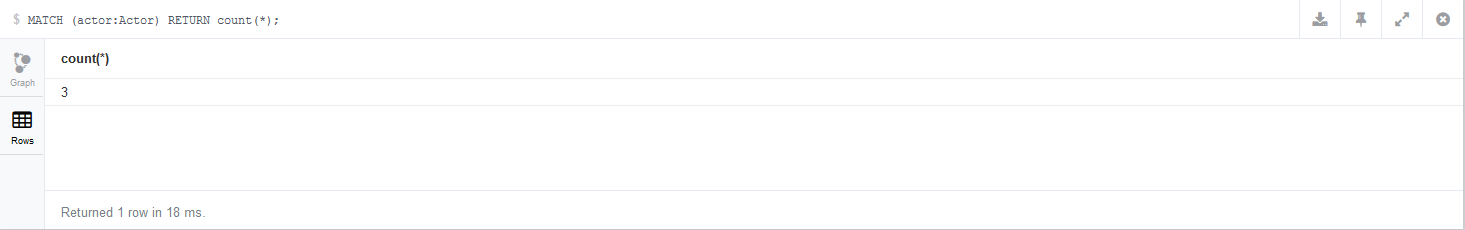 $ MATCH (actor:Actor) RETURN count(*);
Graph
count(*)
3
Rows
Returned 1 row in 18 ms.